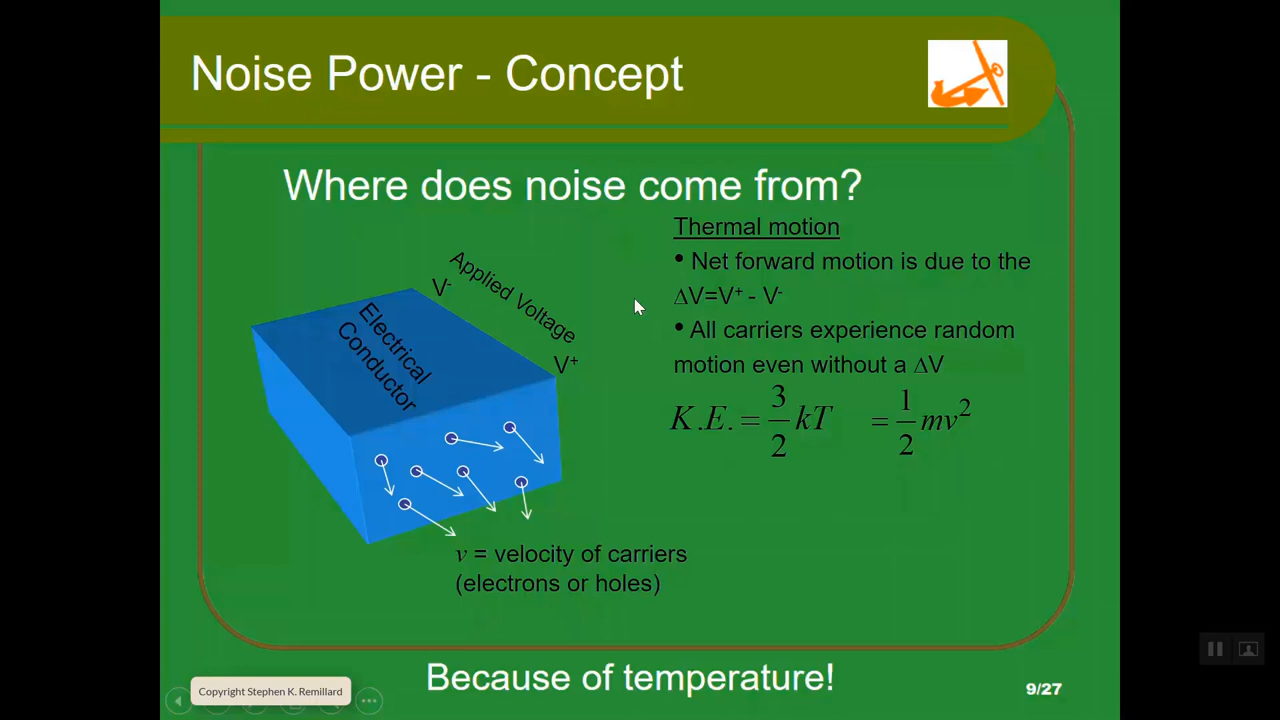 Noise Power - Concept
Where does noise come from?
Thermal motion
• Net forward motion is due to the
ΔV=V⁺ - V⁻
• All carriers experience random
motion even without a ΔV
K.E. = 3/2 kT = 1/2 mv²
Applied Voltage
V⁻
V⁺
Electrical
Conductor
v = velocity of carriers
(electrons or holes)
Because of temperature!
Copyright Stephen K. Remillard
9/27